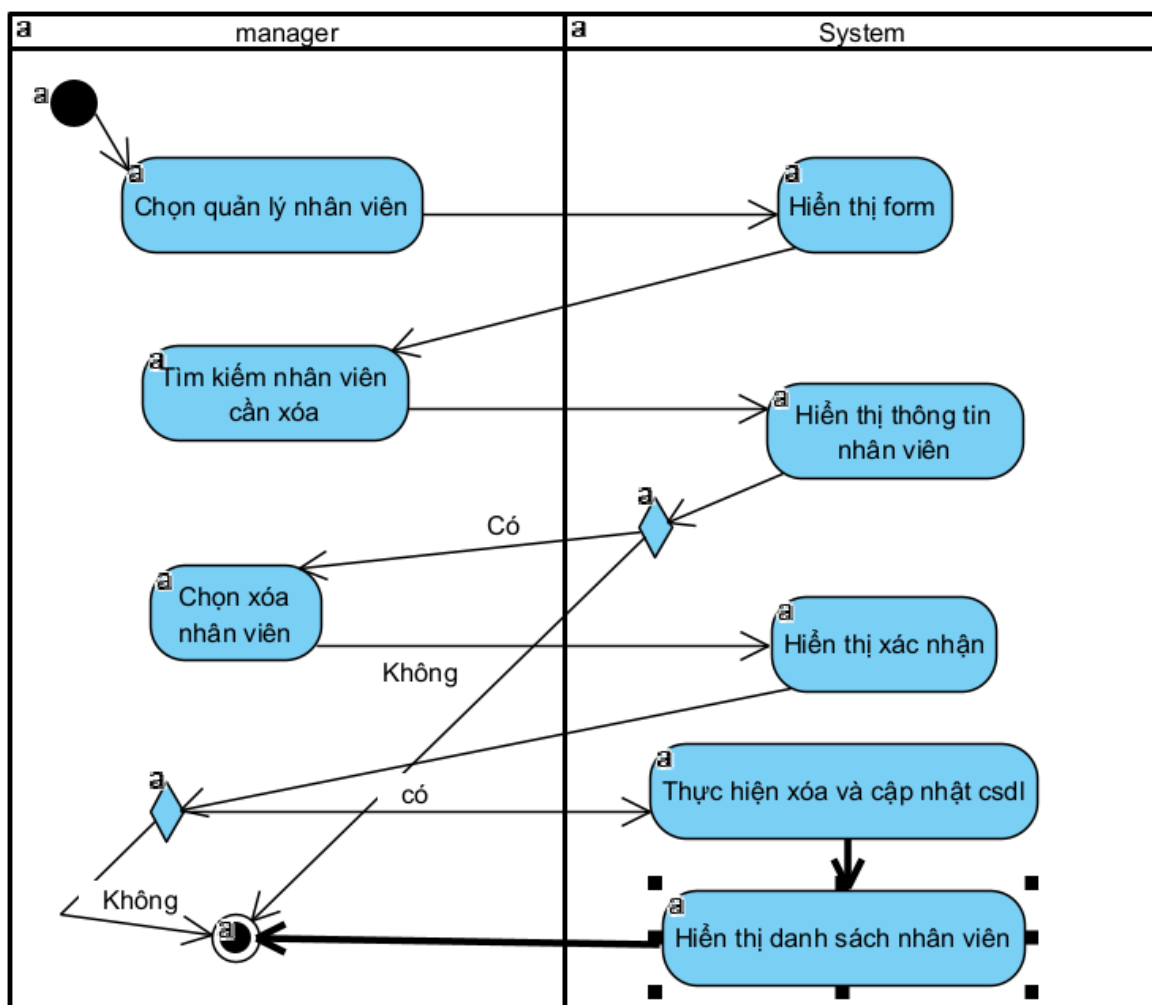 manager
System
Chọn quản lý nhân viên
Hiển thị form
Tìm kiếm nhân viên
cần xóa
Hiển thị thông tin
nhân viên
Có
Chọn xóa
nhân viên
Hiển thị xác nhận
Không
Thực hiện xóa và cập nhật csdl
có
Không
Hiển thị danh sách nhân viên